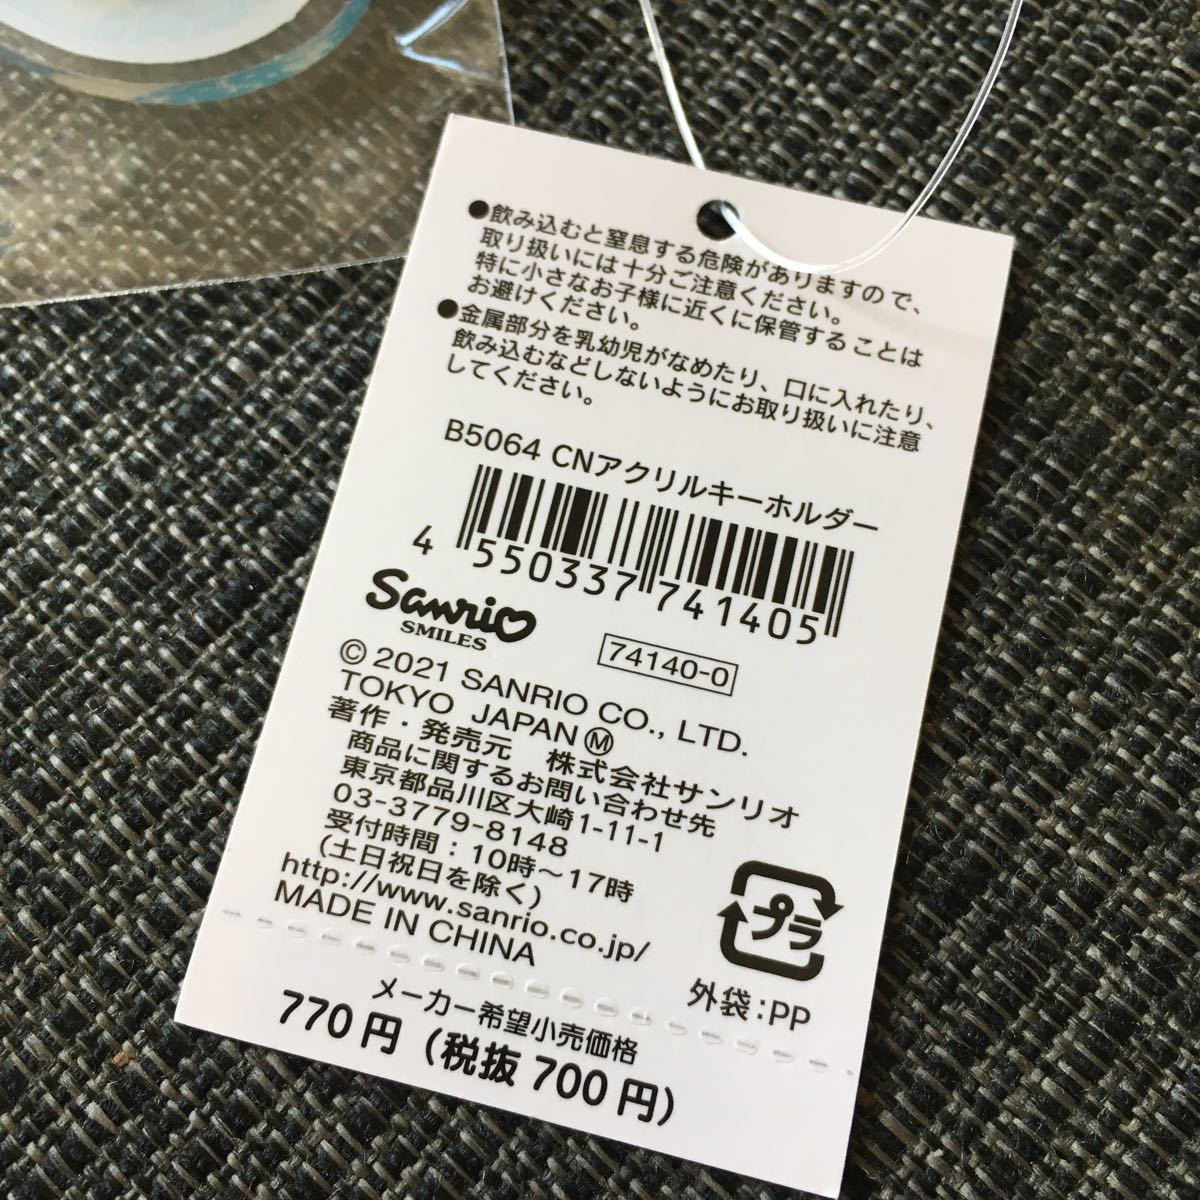 ●飲み込むと窒息する危険がありますので、
取り扱いには十分ご注意ください。
特に小さなお子様に近くに保管することは
お避けください。
●金属部分を乳幼児がなめたり、口に入れたり、
飲み込むなどしないようにお取り扱いに注意
してください。
B5064 CNアクリルキーホルダー
4 550337 741405
Sanrio
SMILES
74140-0
© 2021 SANRIO CO., LTD.
TOKYO JAPAN Ⓜ
著作・発売元 株式会社サンリオ
商品に関するお問い合わせ先
東京都品川区大崎1-11-1
03-3779-8148
受付時間：10時〜17時
(土日祝日を除く)
http://www.sanrio.co.jp/
MADE IN CHINA
プラ
外袋：PP
メーカー希望小売価格
770円（税抜700円）